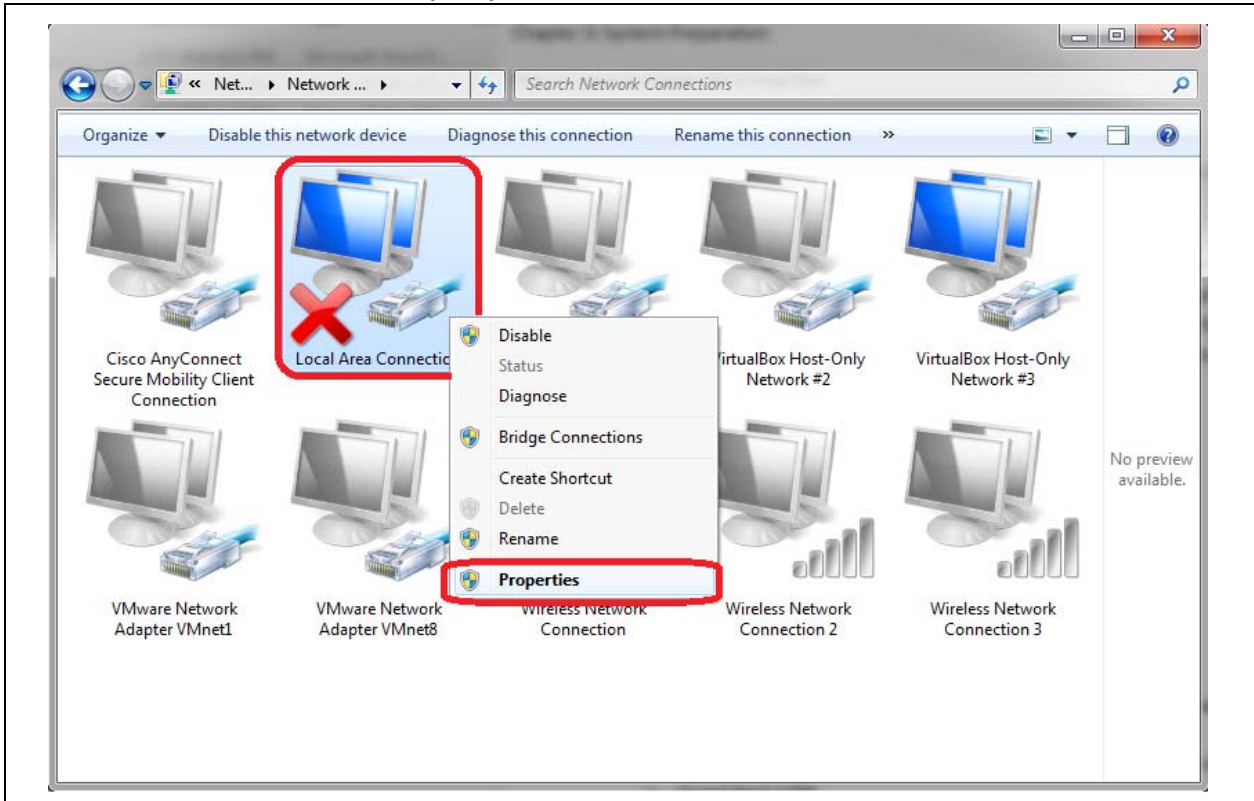 « Net... ▸ Network ... ▸
Search Network Connections
Organize ▾ Disable this network device Diagnose this connection Rename this connection »
Cisco AnyConnect
Secure Mobility Client
Connection
Local Area Connectio
VirtualBox Host-Only
Network #2
VirtualBox Host-Only
Network #3
Disable
Status
Diagnose
Bridge Connections
Create Shortcut
Delete
Rename
Properties
No preview
available.
VMware Network
Adapter VMnet1
VMware Network
Adapter VMnet8
Wireless Network
Connection
Wireless Network
Connection 2
Wireless Network
Connection 3